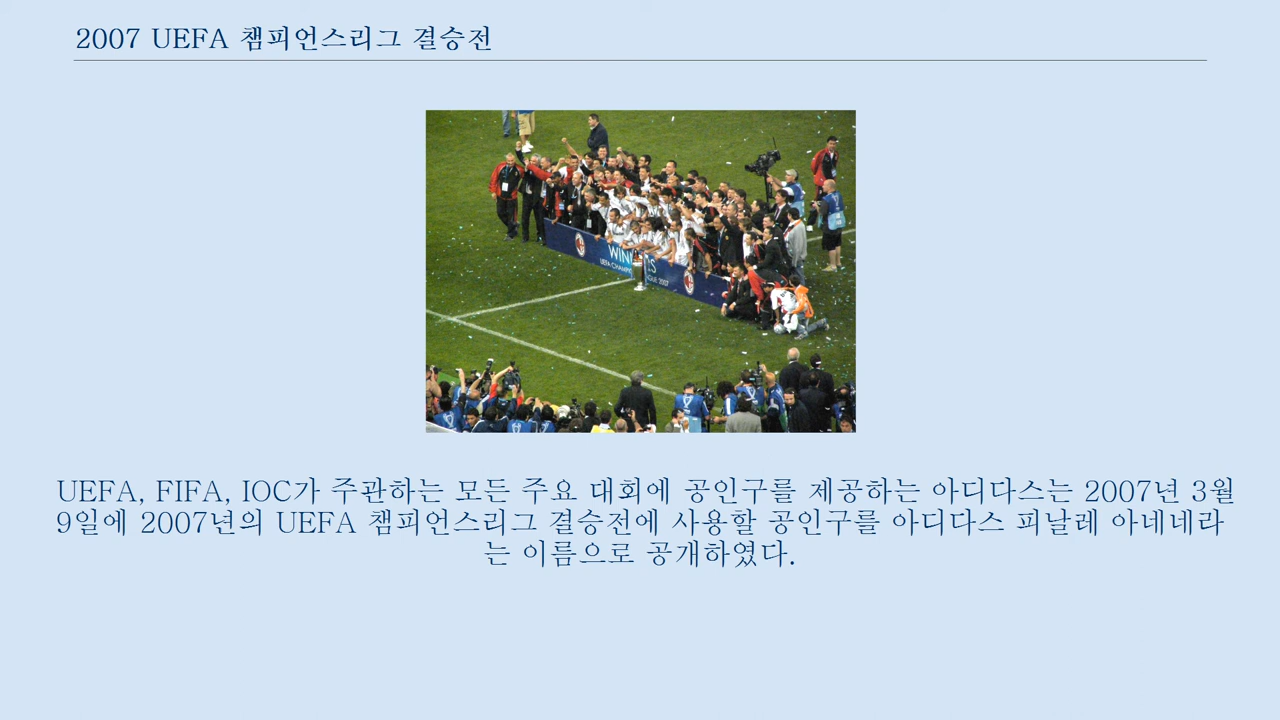 2007 UEFA 챔피언스리그 결승전
WINNERS
UEFA CHAMPIONS LEAGUE 2007
UEFA, FIFA, IOC가 주관하는 모든 주요 대회에 공인구를 제공하는 아디다스는 2007년 3월
9일에 2007년의 UEFA 챔피언스리그 결승전에 사용할 공인구를 아디다스 피날레 아네네라
는 이름으로 공개하였다.